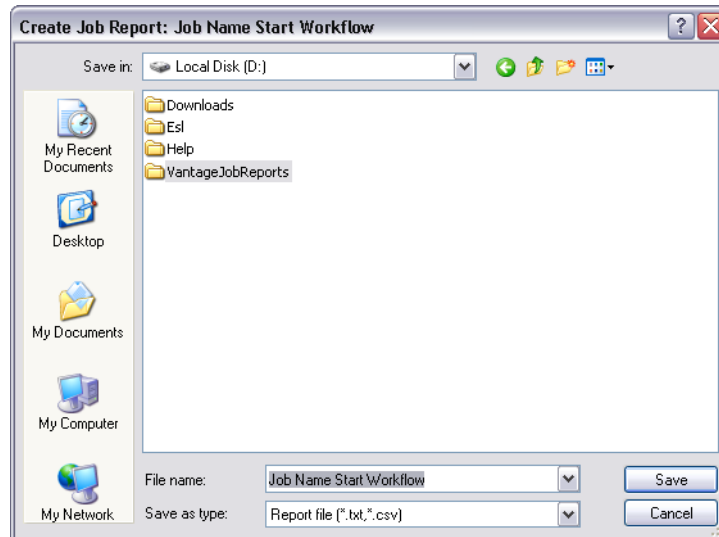 Create Job Report: Job Name Start Workflow
Save in:
Local Disk (D:)
Downloads
Esl
Help
VantageJobReports
My Recent
Documents
Desktop
My Documents
My Computer
My Network
File name:
Job Name Start Workflow
Save
Save as type:
Report file (*.txt,*.csv)
Cancel